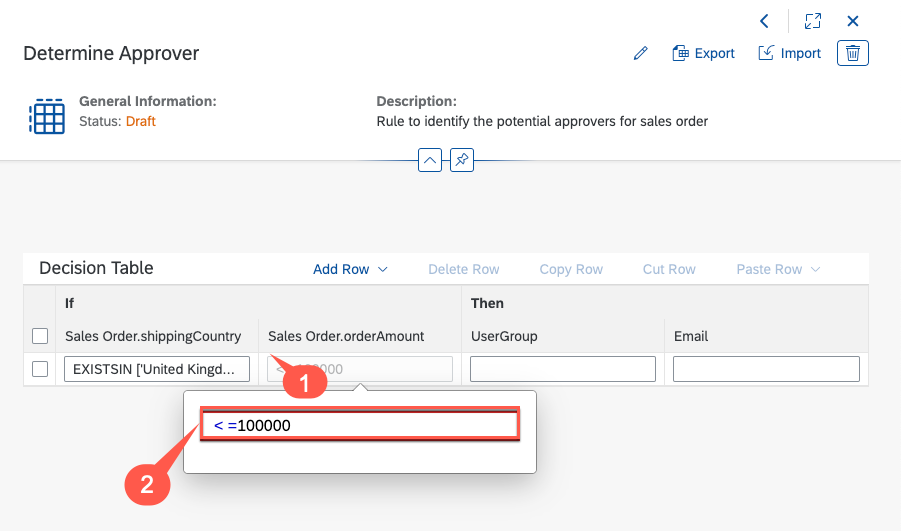 Determine Approver
Export Import
General Information:
Status: Draft
Description:
Rule to identify the potential approvers for sales order
Decision Table Add Row Delete Row Copy Row Cut Row Paste Row
If Then
Sales Order.shippingCountry Sales Order.orderAmount UserGroup Email
EXISTSIN ['United Kingd...
1
< =100000
2